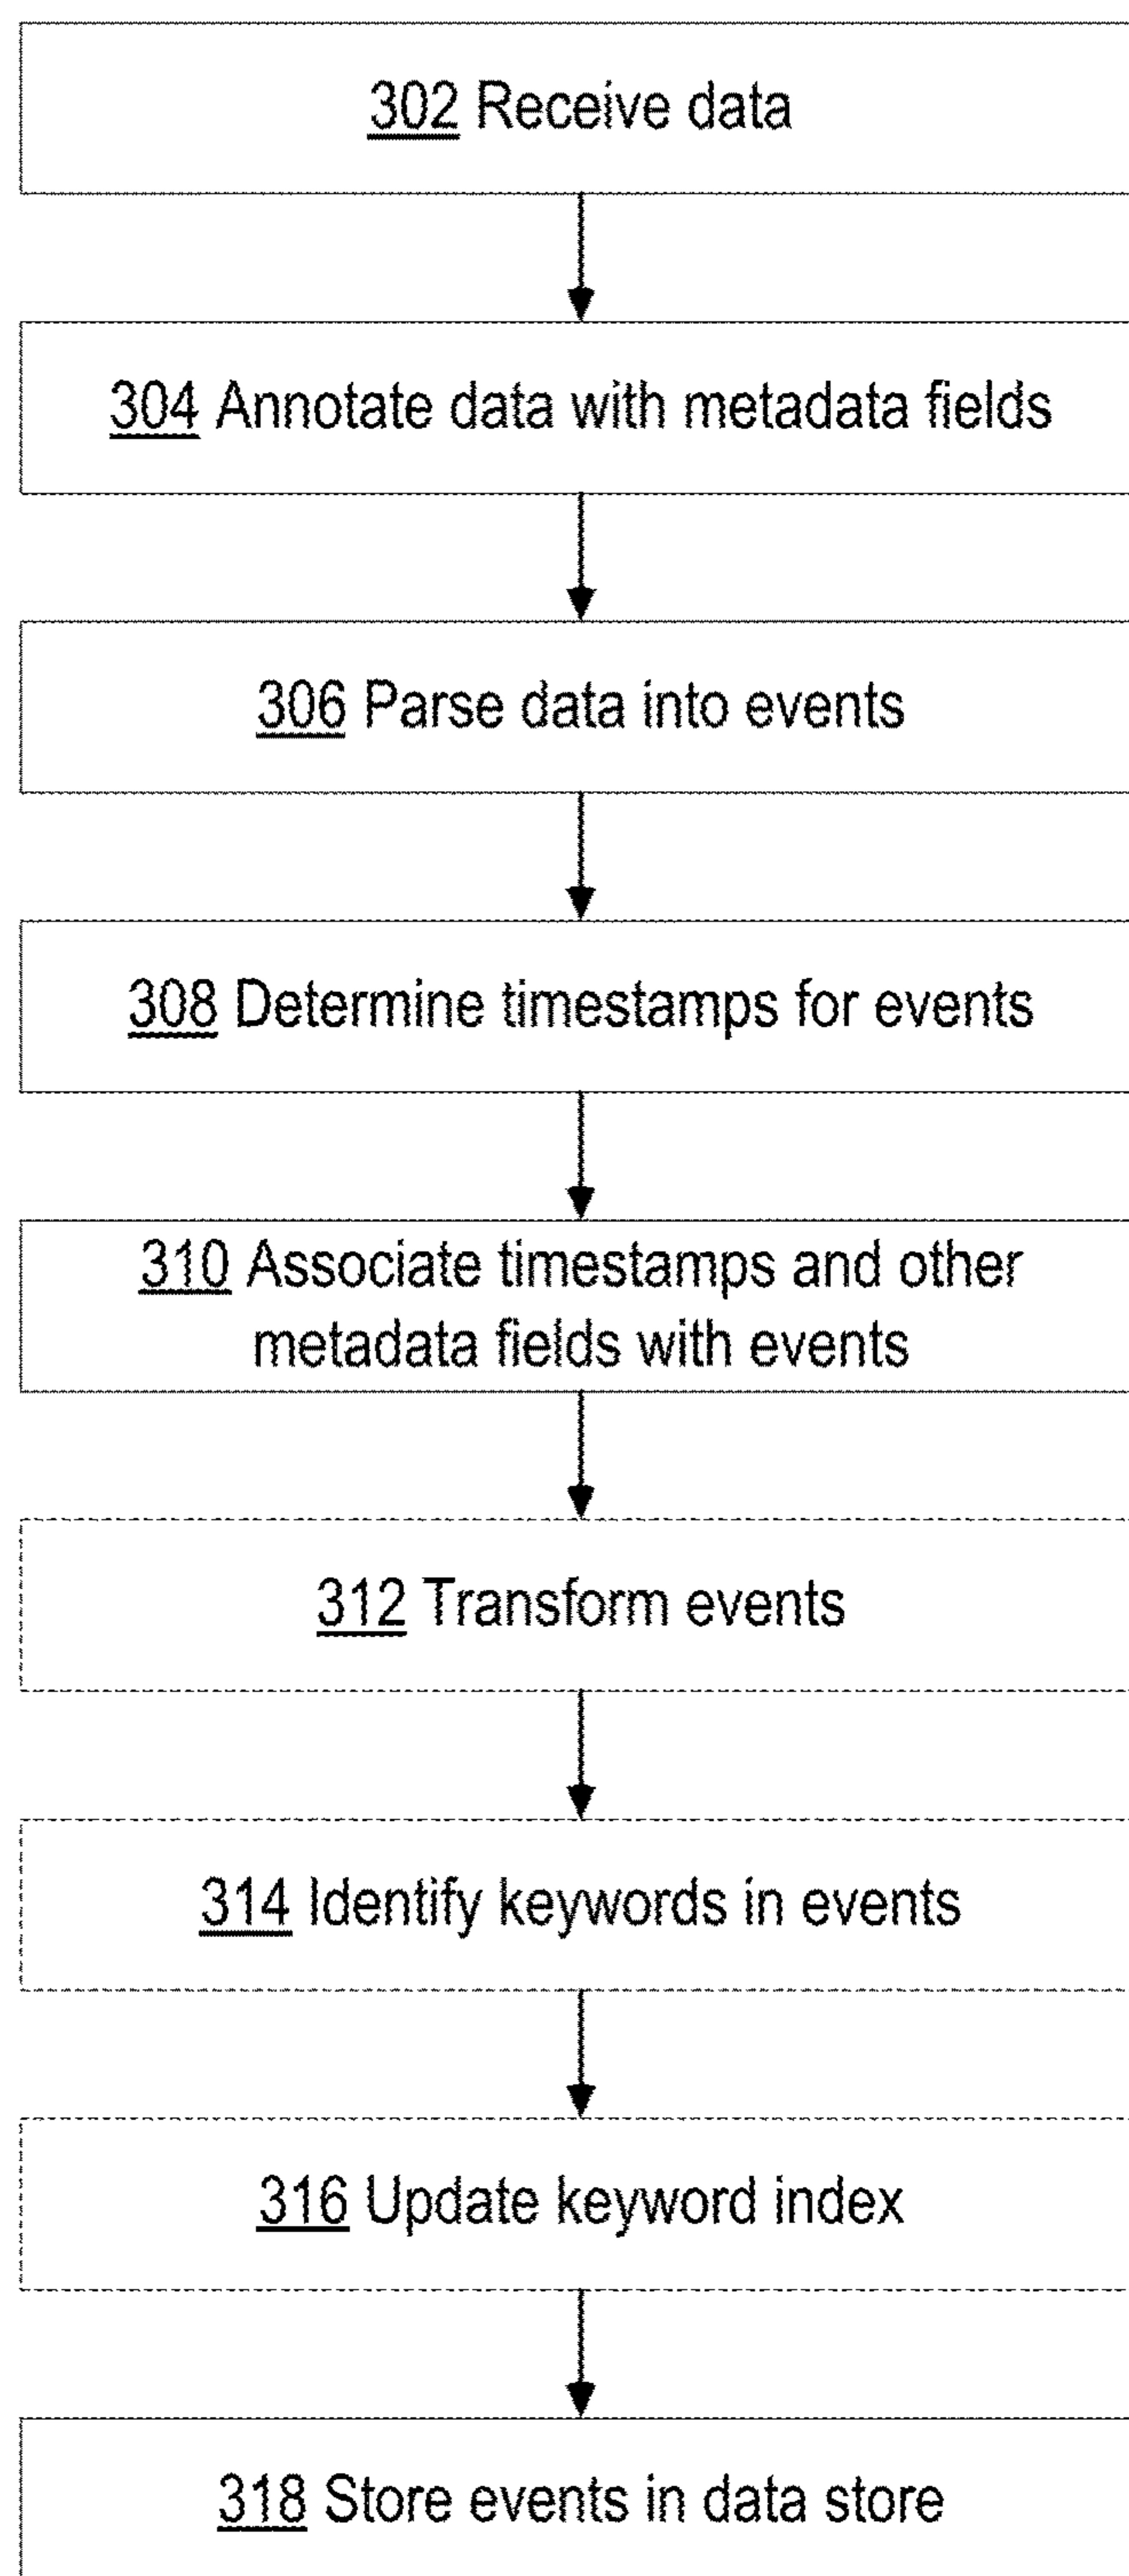 302 Receive data
304 Annotate data with metadata fields
306 Parse data into events
308 Determine timestamps for events
310 Associate timestamps and other
metadata fields with events
312 Transform events
314 Identify keywords in events
316 Update keyword index
318 Store events in data store